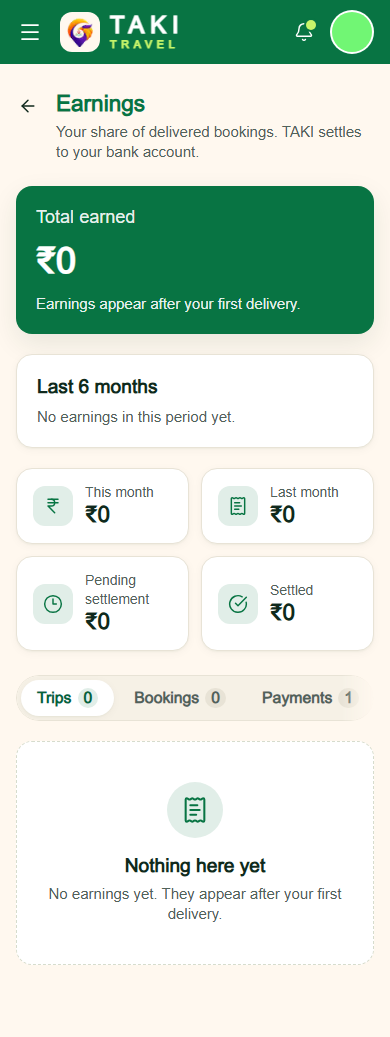 TAKI
TRAVEL
Earnings
Your share of delivered bookings. TAKI settles
to your bank account.
Total earned
₹0
Earnings appear after your first delivery.
Last 6 months
No earnings in this period yet.
This month
₹0
Last month
₹0
Pending
settlement
₹0
Settled
₹0
Trips 0 Bookings 0 Payments 1
Nothing here yet
No earnings yet. They appear after your first
delivery.